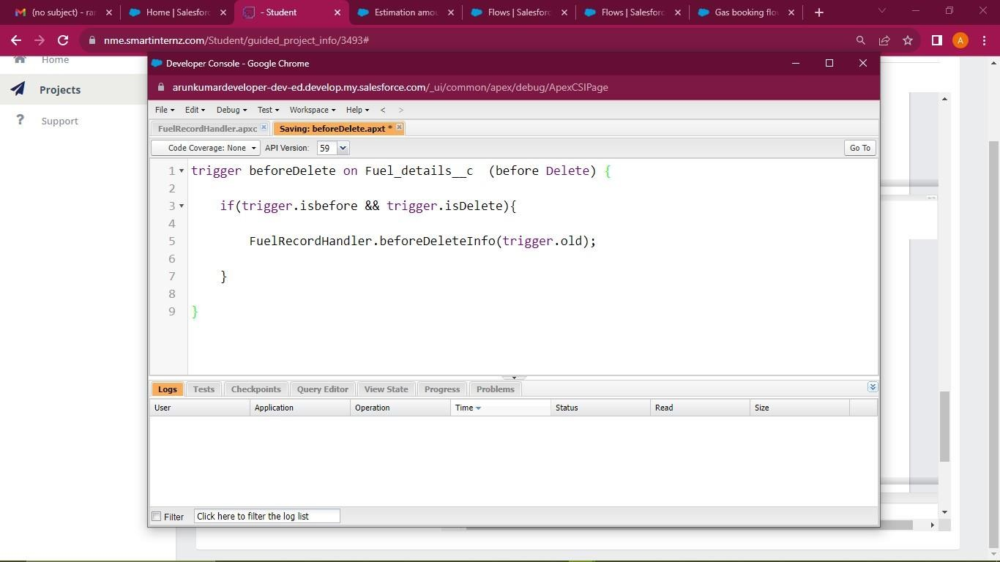 (no subject) - rar
Home | Salesforc
- Student
Estimation amou
Flows | Salesforc
Flows | Salesforc
Gas booking flow
nme.smartinternz.com/Student/guided_project_info/3493#
A
Home
Projects
Support
Developer Console - Google Chrome
arunkumardeveloper-dev-ed.develop.my.salesforce.com/_ui/common/apex/debug/ApexCSIPage
File Edit Debug Test Workspace Help < >
FuelRecordHandler.apxc Saving: beforeDelete.apxt *
Code Coverage: None API Version: 59 Go To
1 trigger beforeDelete on Fuel_details__c  (before Delete) {
2
3 if(trigger.isbefore && trigger.isDelete){
4
5 FuelRecordHandler.beforeDeleteInfo(trigger.old);
6
7 }
8
9 }
Logs Tests Checkpoints Query Editor View State Progress Problems
User Application Operation Time Status Read Size
Filter Click here to filter the log list